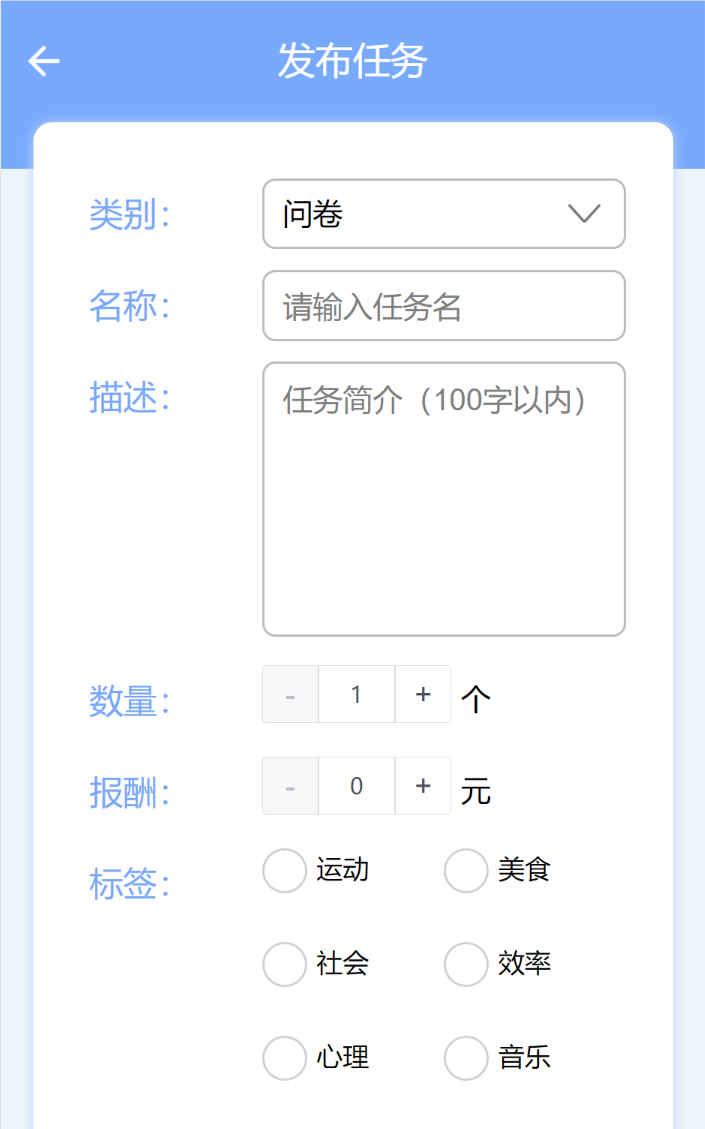 发布任务
类别： 问卷
名称： 请输入任务名
描述： 任务简介（100字以内）
数量： - 1 + 个
报酬： - 0 + 元
标签： 运动 美食
社会 效率
心理 音乐